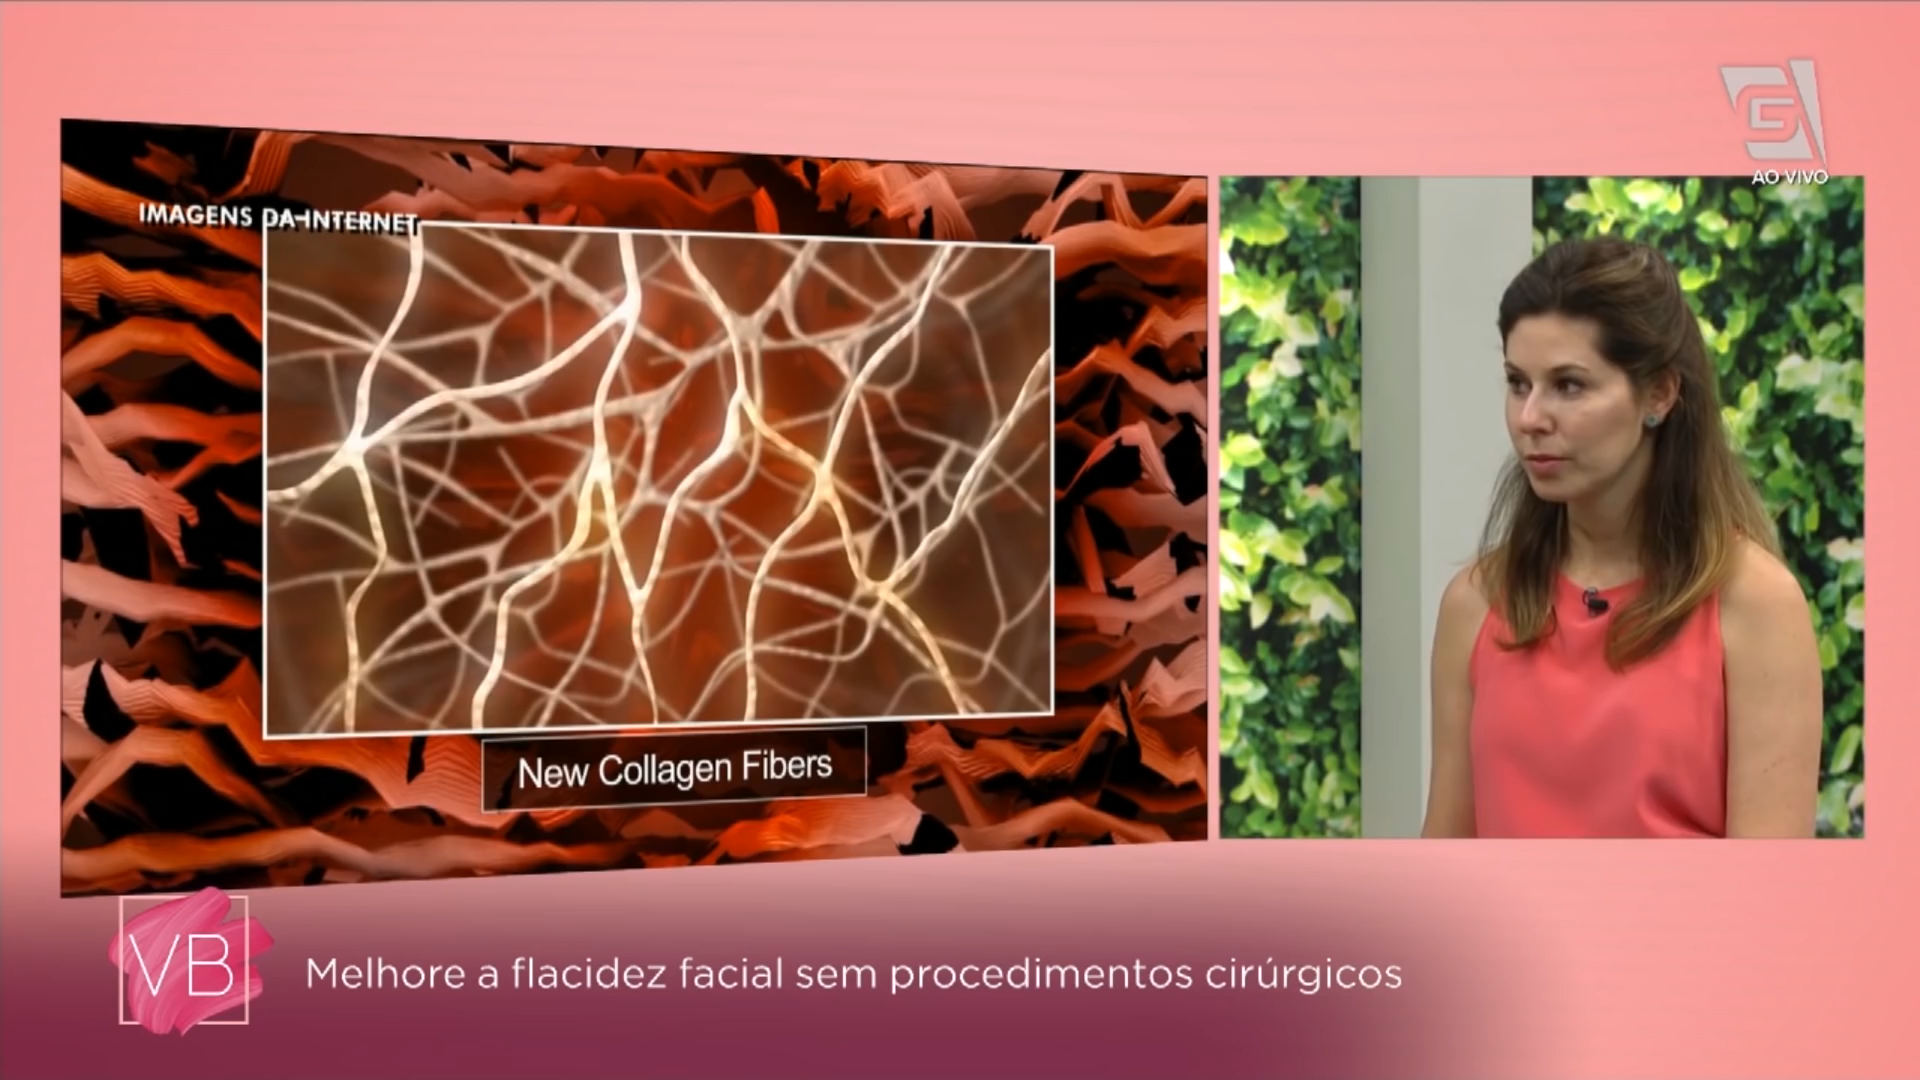 AO VIVO
IMAGENS DA INTERNET
New Collagen Fibers
VB
Melhore a flacidez facial sem procedimentos cirúrgicos